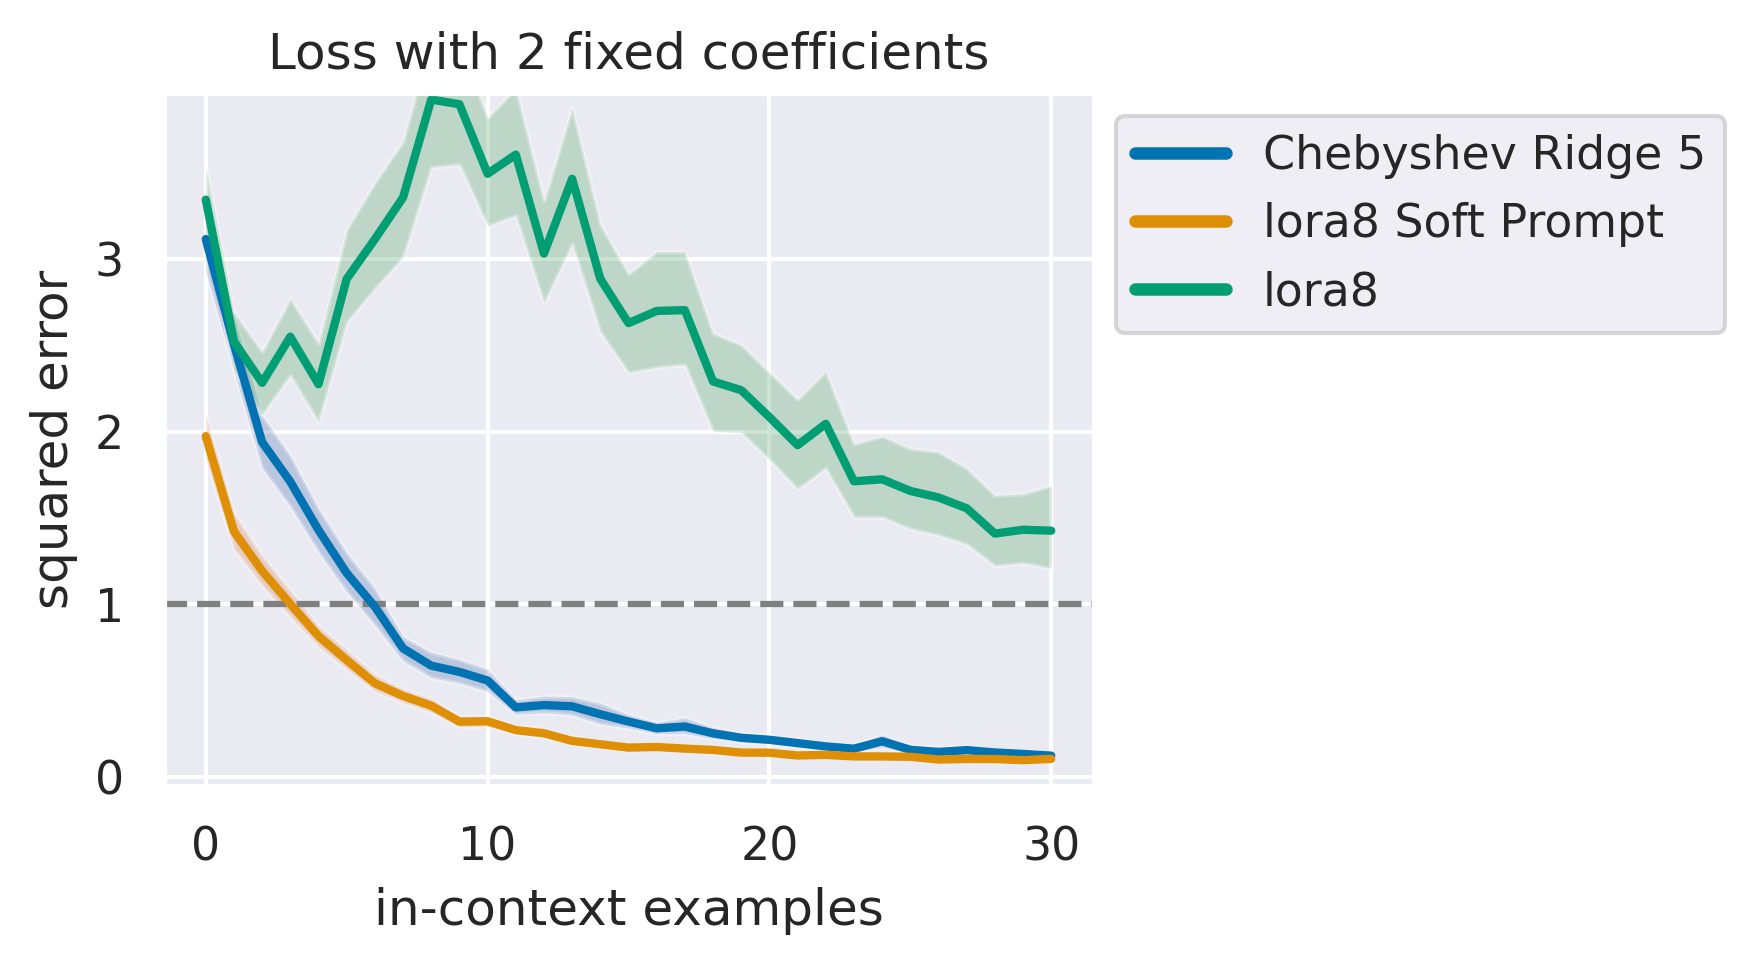 Loss with 2 fixed coefficients
squared error
3
2
1
0
0 10 20 30
in-context examples
Chebyshev Ridge 5
lora8 Soft Prompt
lora8